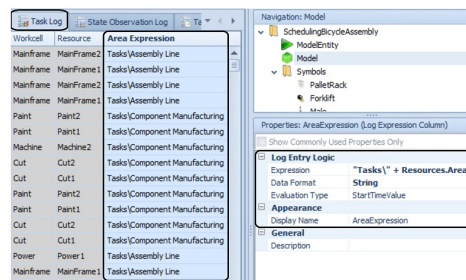 Task Log State Observation Log Ta
Workcell Resource Area Expression
Mainframe MainFrame2 Tasks\Assembly Line
Mainframe MainFrame1 Tasks\Assembly Line
Mainframe MainFrame2 Tasks\Assembly Line
Mainframe MainFrame1 Tasks\Assembly Line
Paint Paint2 Tasks\Component Manufacturing
Paint Paint1 Tasks\Component Manufacturing
Machine Machine2 Tasks\Component Manufacturing
Cut Cut2 Tasks\Component Manufacturing
Cut Cut1 Tasks\Component Manufacturing
Paint Paint2 Tasks\Component Manufacturing
Paint Paint1 Tasks\Component Manufacturing
Cut Cut2 Tasks\Component Manufacturing
Cut Cut1 Tasks\Component Manufacturing
Power Power1 Tasks\Assembly Line
Mainframe MainFrame1 Tasks\Assembly Line
Navigation: Model
SchedulingBicycleAssembly
ModelEntity
Model
Symbols
PalletRack
Forklift
Properties: AreaExpression (Log Expression Column)
Show Commonly Used Properties Only
Log Entry Logic
Expression "Tasks\" + Resources.Area
Data Format String
Evaluation Type StartTimeValue
Appearance
Display Name AreaExpression
General
Description